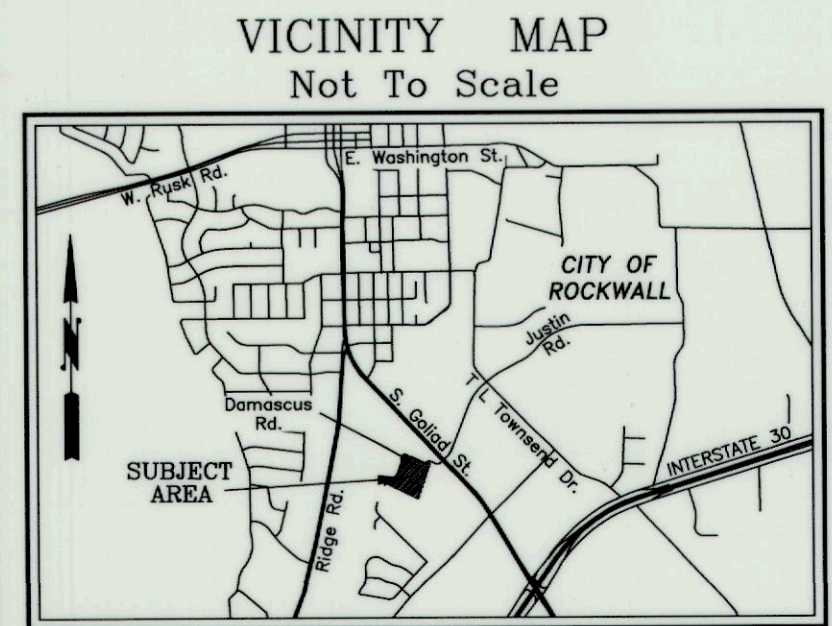 VICINITY MAP
Not To Scale
E. Washington St.
W. Rusk Rd.
CITY OF
ROCKWALL
Justin
Rd.
Damascus
Rd.
S. Goliad St.
T L Townsend Dr.
SUBJECT
AREA
INTERSTATE 30
Ridge Rd.
N